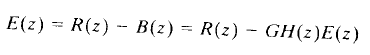 E(z) = R(z) − B(z) = R(z) − GH(z)E(z)